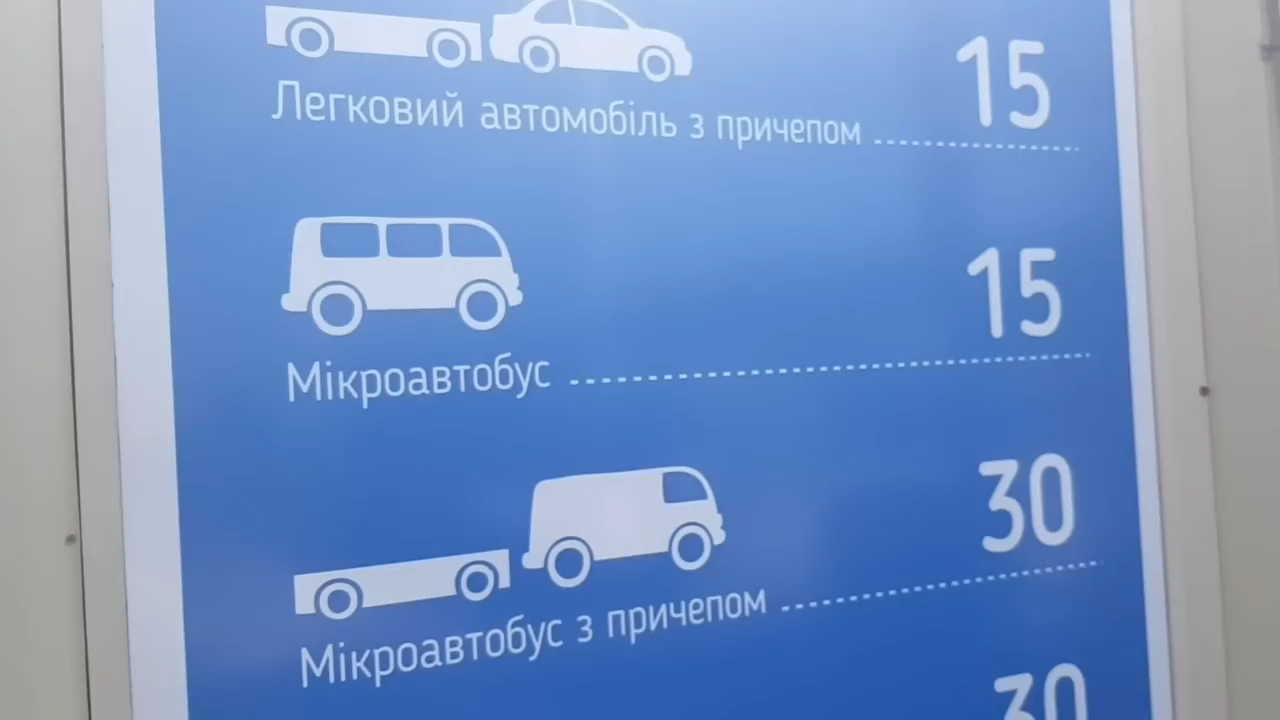 Легковий автомобіль з причепом 15
Мікроавтобус 15
Мікроавтобус з причепом 30
30